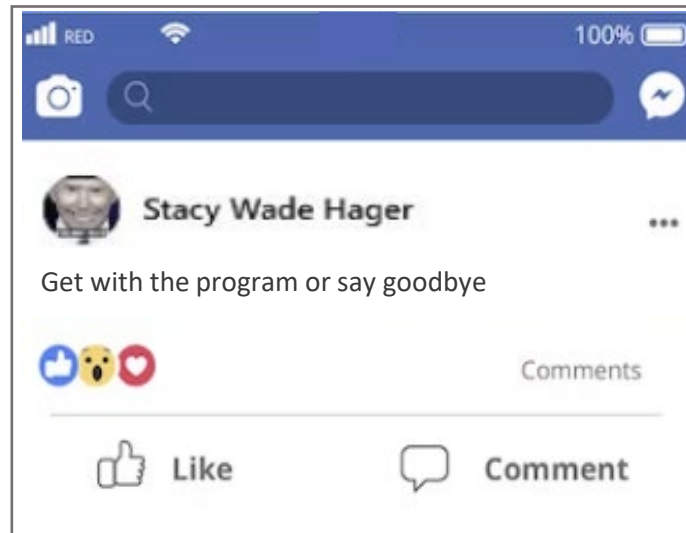 RED 100%
Stacy Wade Hager
Get with the program or say goodbye
Comments
Like Comment